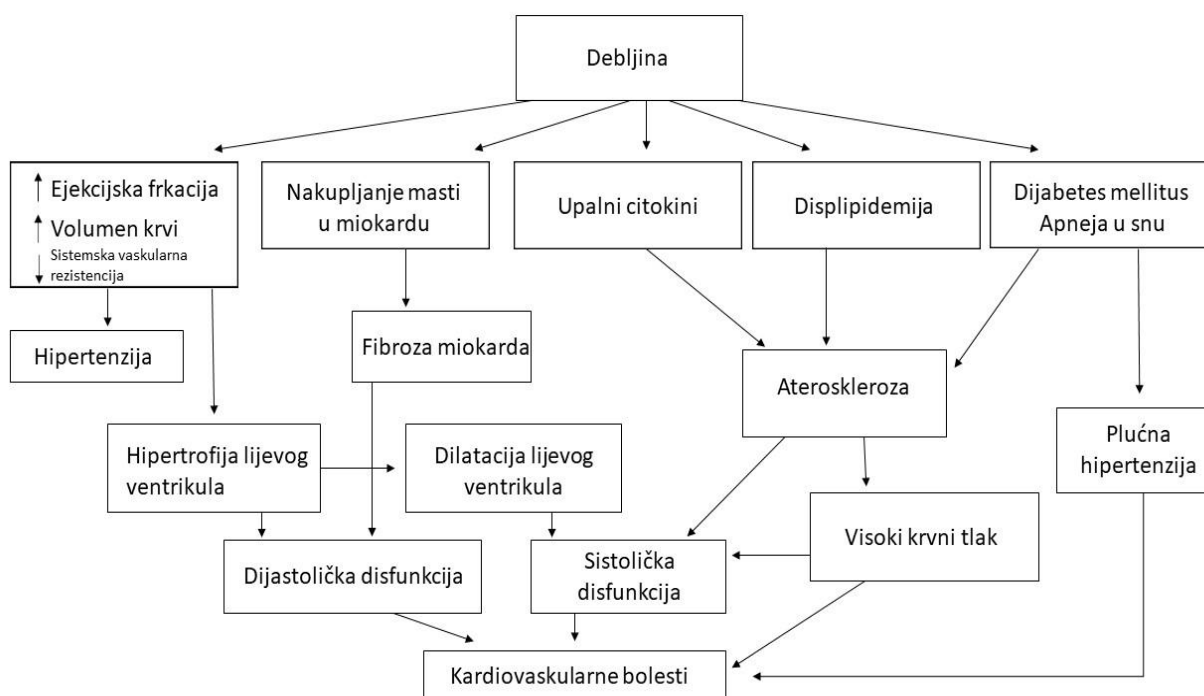 Debljina
Ejekcijska frkacija
Volumen krvi
Sistemska vaskularna
rezistencija
Nakupljanje masti
u miokardu
Upalni citokini
Displipidemija
Dijabetes mellitus
Apneja u snu
Hipertenzija
Fibroza miokarda
Ateroskleroza
Plućna
hipertenzija
Hipertrofija lijevog
ventrikula
Dilatacija lijevog
ventrikula
Visoki krvni tlak
Dijastolička disfunkcija
Sistolička
disfunkcija
Kardiovaskularne bolesti